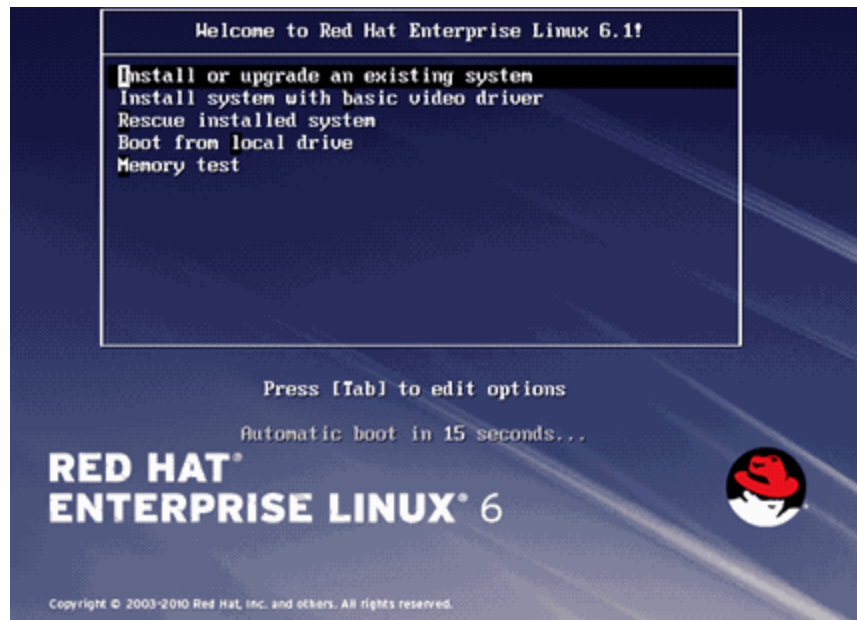 Welcome to Red Hat Enterprise Linux 6.1!
Install or upgrade an existing system
Install system with basic video driver
Rescue installed system
Boot from local drive
Memory test
Press [Tab] to edit options
Automatic boot in 15 seconds...
RED HAT®
ENTERPRISE LINUX® 6
Copyright © 2003-2010 Red Hat, Inc. and others. All rights reserved.